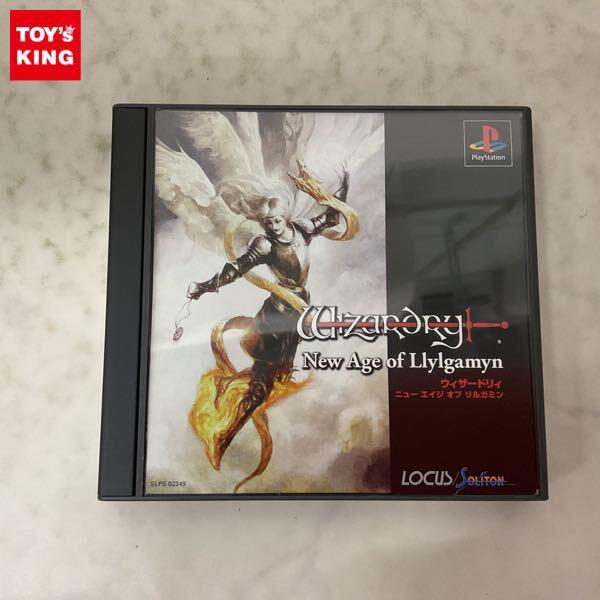 TOY'S
KING
PlayStation
Wizardry
New Age of Llylgamyn
ウィザードリィ
ニュー エイジ オブ リルガミン
SLPS 02349
LOCUS SOLITON